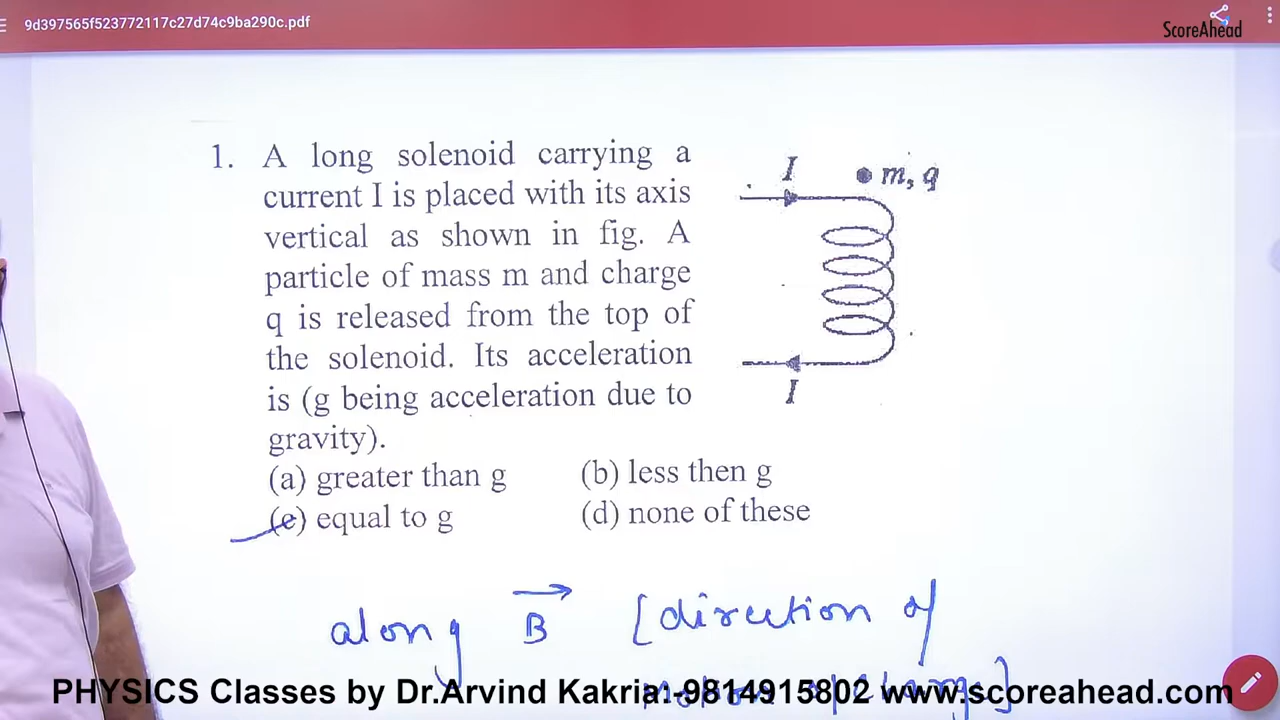 9d397565f523772117c27d74c9ba290c.pdf
ScoreAhead
1. A long solenoid carrying a
current I is placed with its axis
vertical as shown in fig. A
particle of mass m and charge
q is released from the top of
the solenoid. Its acceleration
is (g being acceleration due to
gravity).
(a) greater than g (b) less then g
(c) equal to g (d) none of these
I
m, q
I
along B [direction of
PHYSICS Classes by Dr.Arvind Kakria:-9814915802 www.scoreahead.com